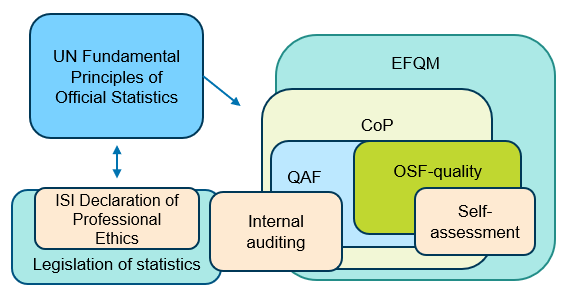 UN Fundamental
Principles of
Official Statistics
EFQM
CoP
QAF
OSF-quality
ISI Declaration of
Professional
Ethics
Legislation of statistics
Internal
auditing
Self-
assessment